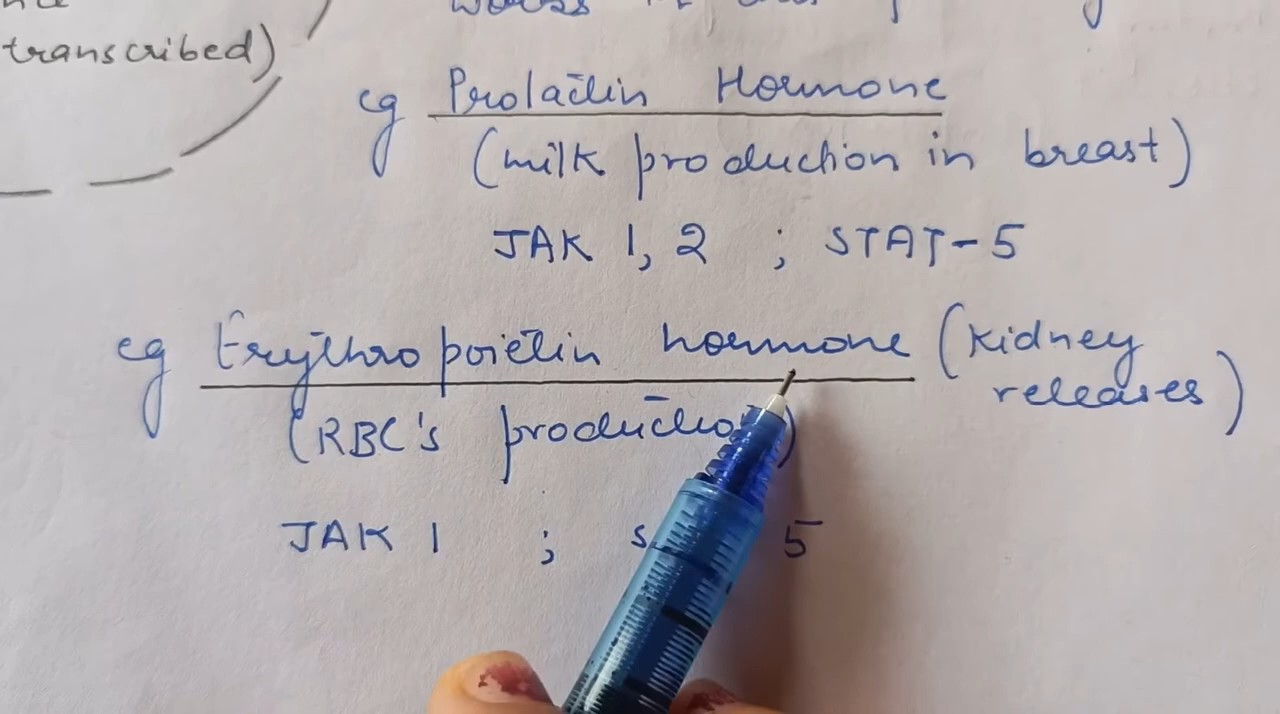 transcribed)
eg Prolactin Hormone
(milk production in breast)
JAK 1, 2 ; STAT-5
eg Erythropoietin hormone (kidney releases)
(RBC's production)
JAK 1 ; 5